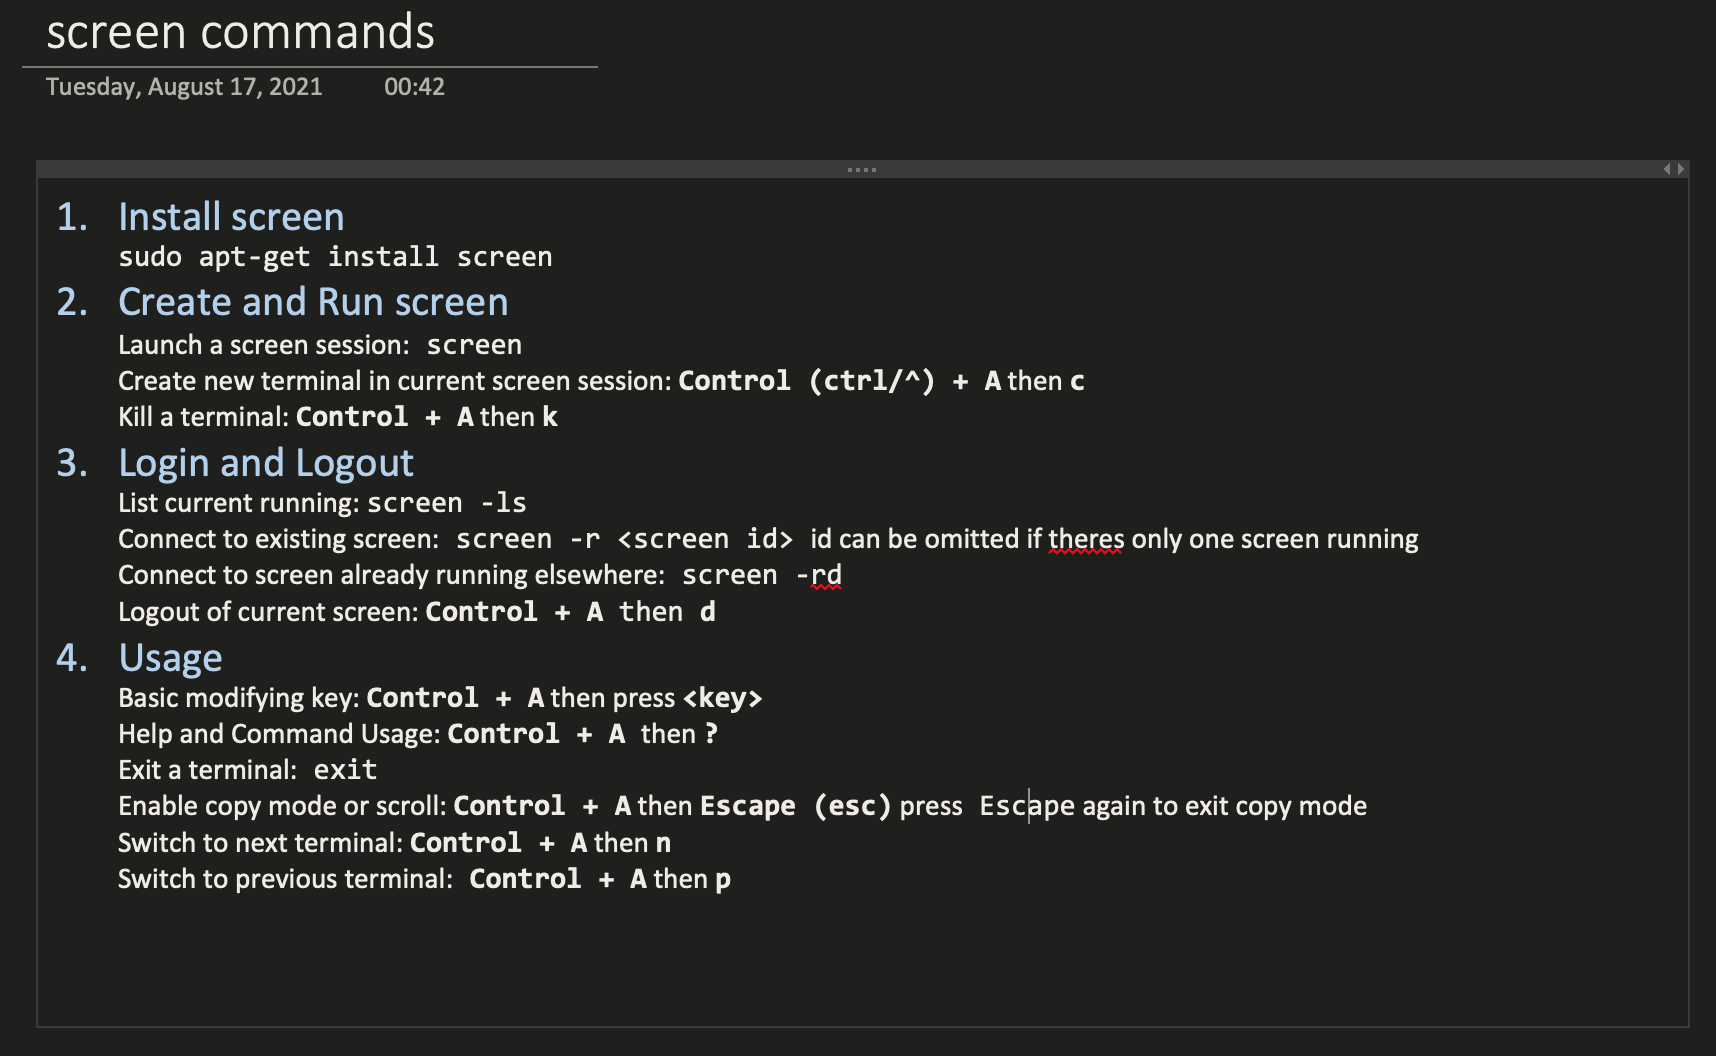 screen commands
Tuesday, August 17, 2021 00:42
1. Install screen
sudo apt-get install screen
2. Create and Run screen
Launch a screen session: screen
Create new terminal in current screen session: Control (ctrl/^) + A then c
Kill a terminal: Control + A then k
3. Login and Logout
List current running: screen -ls
Connect to existing screen: screen -r <screen id> id can be omitted if theres only one screen running
Connect to screen already running elsewhere: screen -rd
Logout of current screen: Control + A then d
4. Usage
Basic modifying key: Control + A then press <key>
Help and Command Usage: Control + A then ?
Exit a terminal: exit
Enable copy mode or scroll: Control + A then Escape (esc) press Escape again to exit copy mode
Switch to next terminal: Control + A then n
Switch to previous terminal: Control + A then p